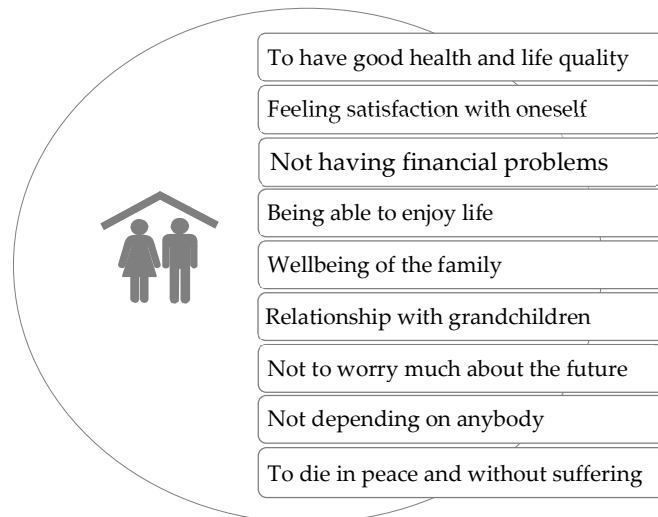 To have good health and life quality
Feeling satisfaction with oneself
Not having financial problems
Being able to enjoy life
Wellbeing of the family
Relationship with grandchildren
Not to worry much about the future
Not depending on anybody
To die in peace and without suffering